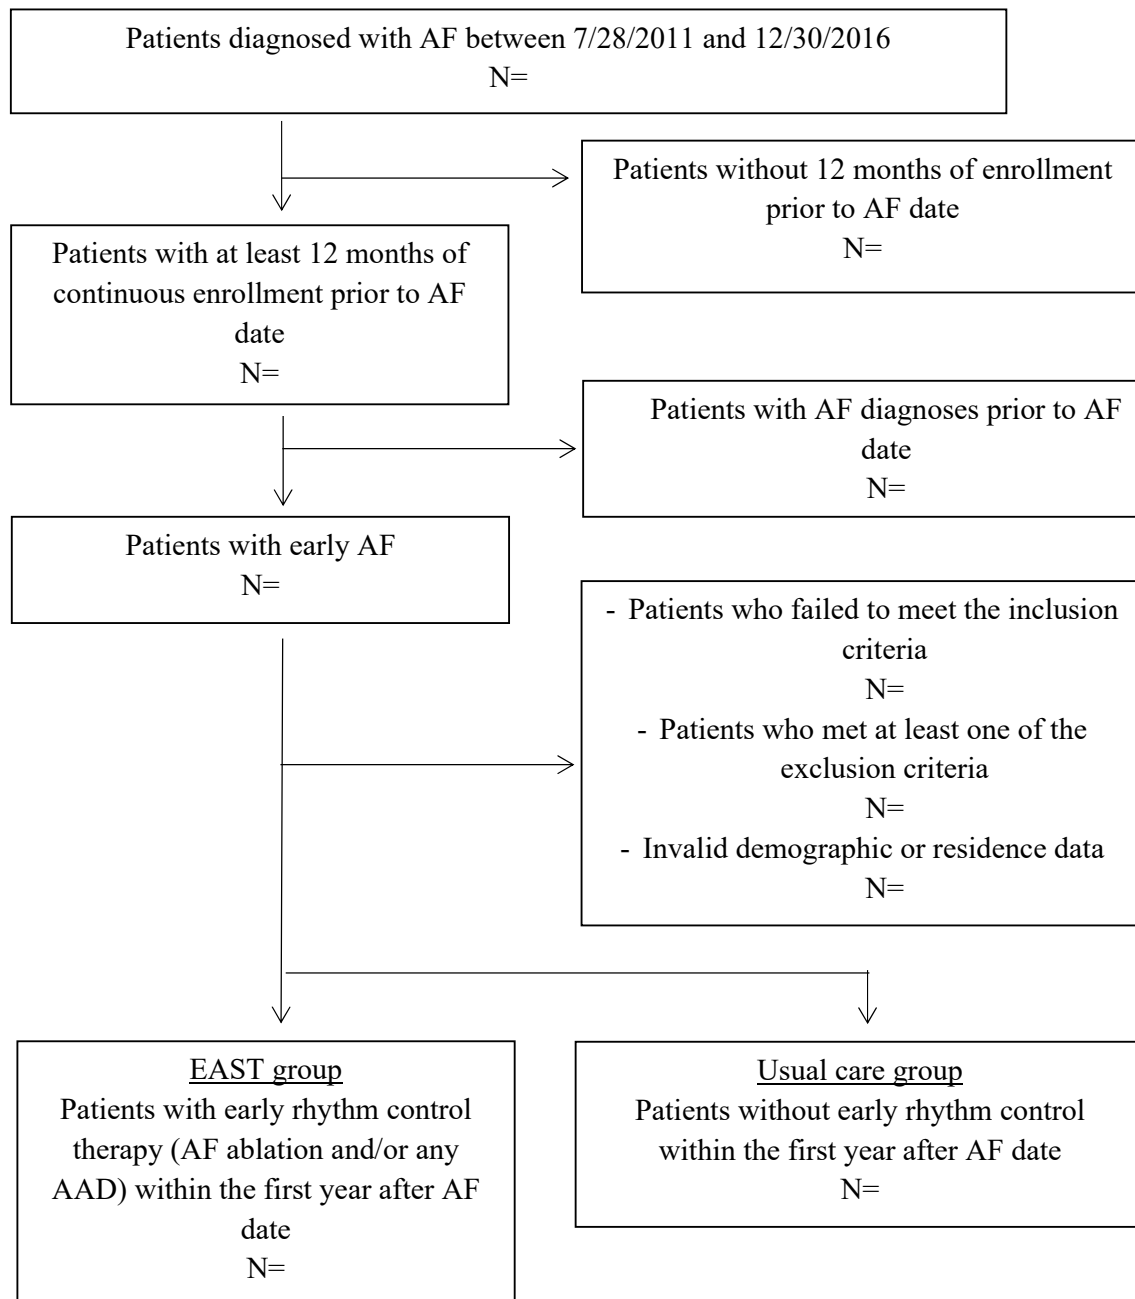 Patients diagnosed with AF between 7/28/2011 and 12/30/2016
N=
Patients without 12 months of enrollment
prior to AF date
N=
Patients with at least 12 months of
continuous enrollment prior to AF
date
N=
Patients with AF diagnoses prior to AF
date
N=
Patients with early AF
N=
- Patients who failed to meet the inclusion
criteria
N=
- Patients who met at least one of the
exclusion criteria
N=
- Invalid demographic or residence data
N=
EAST group
Patients with early rhythm control
therapy (AF ablation and/or any
AAD) within the first year after AF
date
N=
Usual care group
Patients without early rhythm control
within the first year after AF date
N=